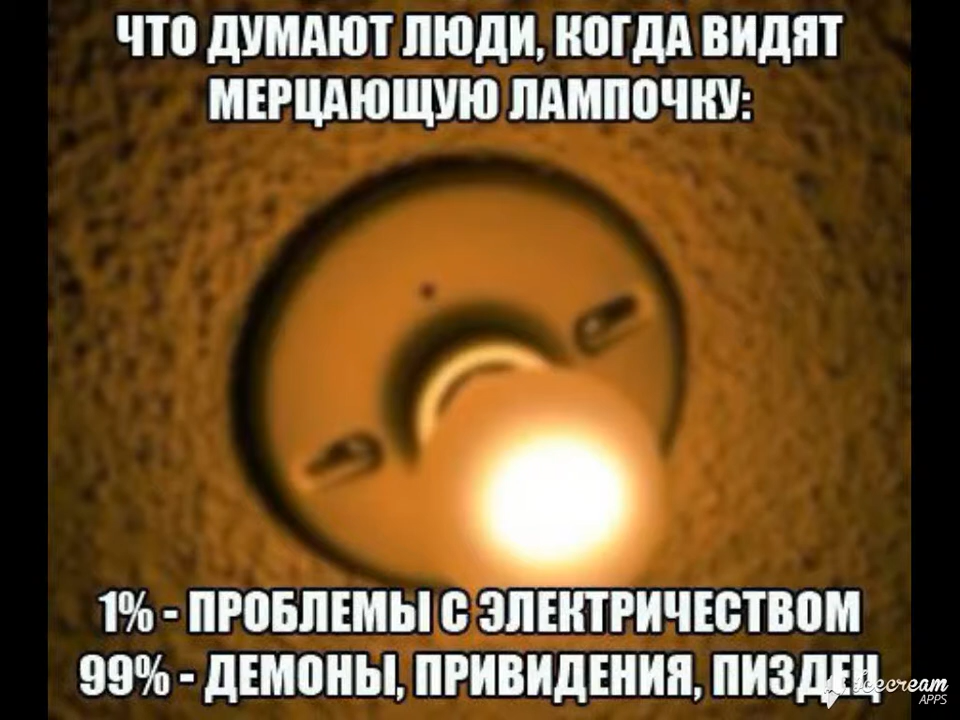 ЧТО ДУМАЮТ ЛЮДИ, КОГДА ВИДЯТ
МЕРЦАЮЩУЮ ЛАМПОЧКУ:
1% - ПРОБЛЕМЫ С ЭЛЕКТРИЧЕСТВОМ
99% - ДЕМОНЫ, ПРИВИДЕНИЯ, ПИЗДЕЦ
Icecream
APPS